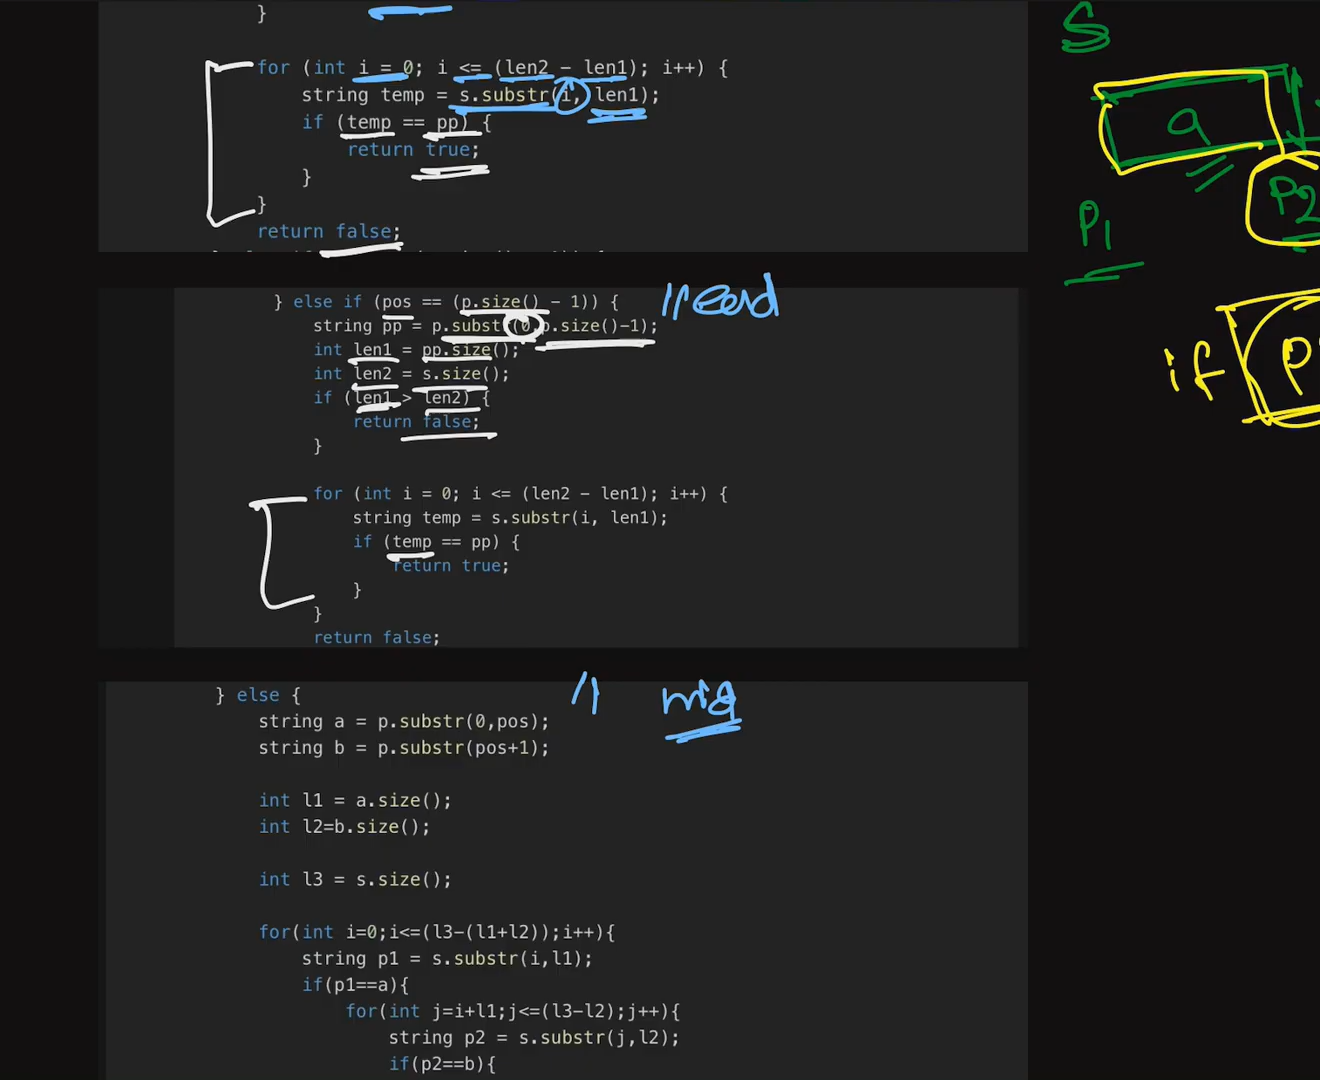 }
for (int i = 0; i <= (len2 - len1); i++) {
string temp = s.substr(i, len1);
if (temp == pp) {
return true;
}
}
return false;
} else if (pos == (p.size() - 1)) { // end
string pp = p.substr(0,p.size()-1);
int len1 = pp.size();
int len2 = s.size();
if (len1 > len2) {
return false;
}
for (int i = 0; i <= (len2 - len1); i++) {
string temp = s.substr(i, len1);
if (temp == pp) {
return true;
}
}
return false;
} else { // mid
string a = p.substr(0,pos);
string b = p.substr(pos+1);
int l1 = a.size();
int l2=b.size();
int l3 = s.size();
for(int i=0;i<=(l3-(l1+l2));i++){
string p1 = s.substr(i,l1);
if(p1==a){
for(int j=i+l1;j<=(l3-l2);j++){
string p2 = s.substr(j,l2);
if(p2==b){
S
a
P1
P2
if